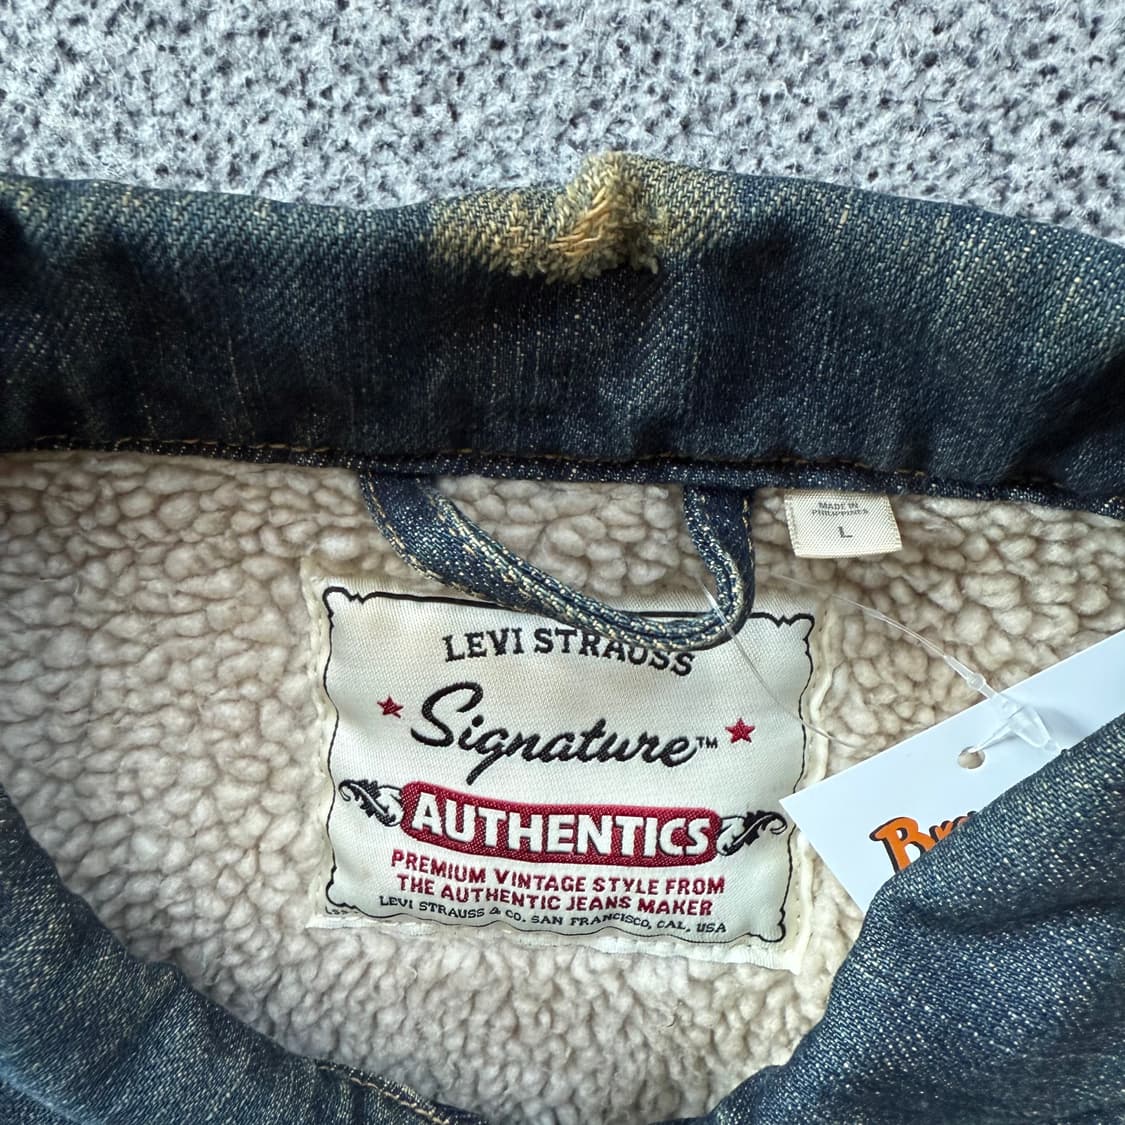 MADE IN
PHILIPPINES
L
LEVI STRAUSS
Signature™
AUTHENTICS
PREMIUM VINTAGE STYLE FROM
THE AUTHENTIC JEANS MAKER
LEVI STRAUSS & CO. SAN FRANCISCO, CAL, USA